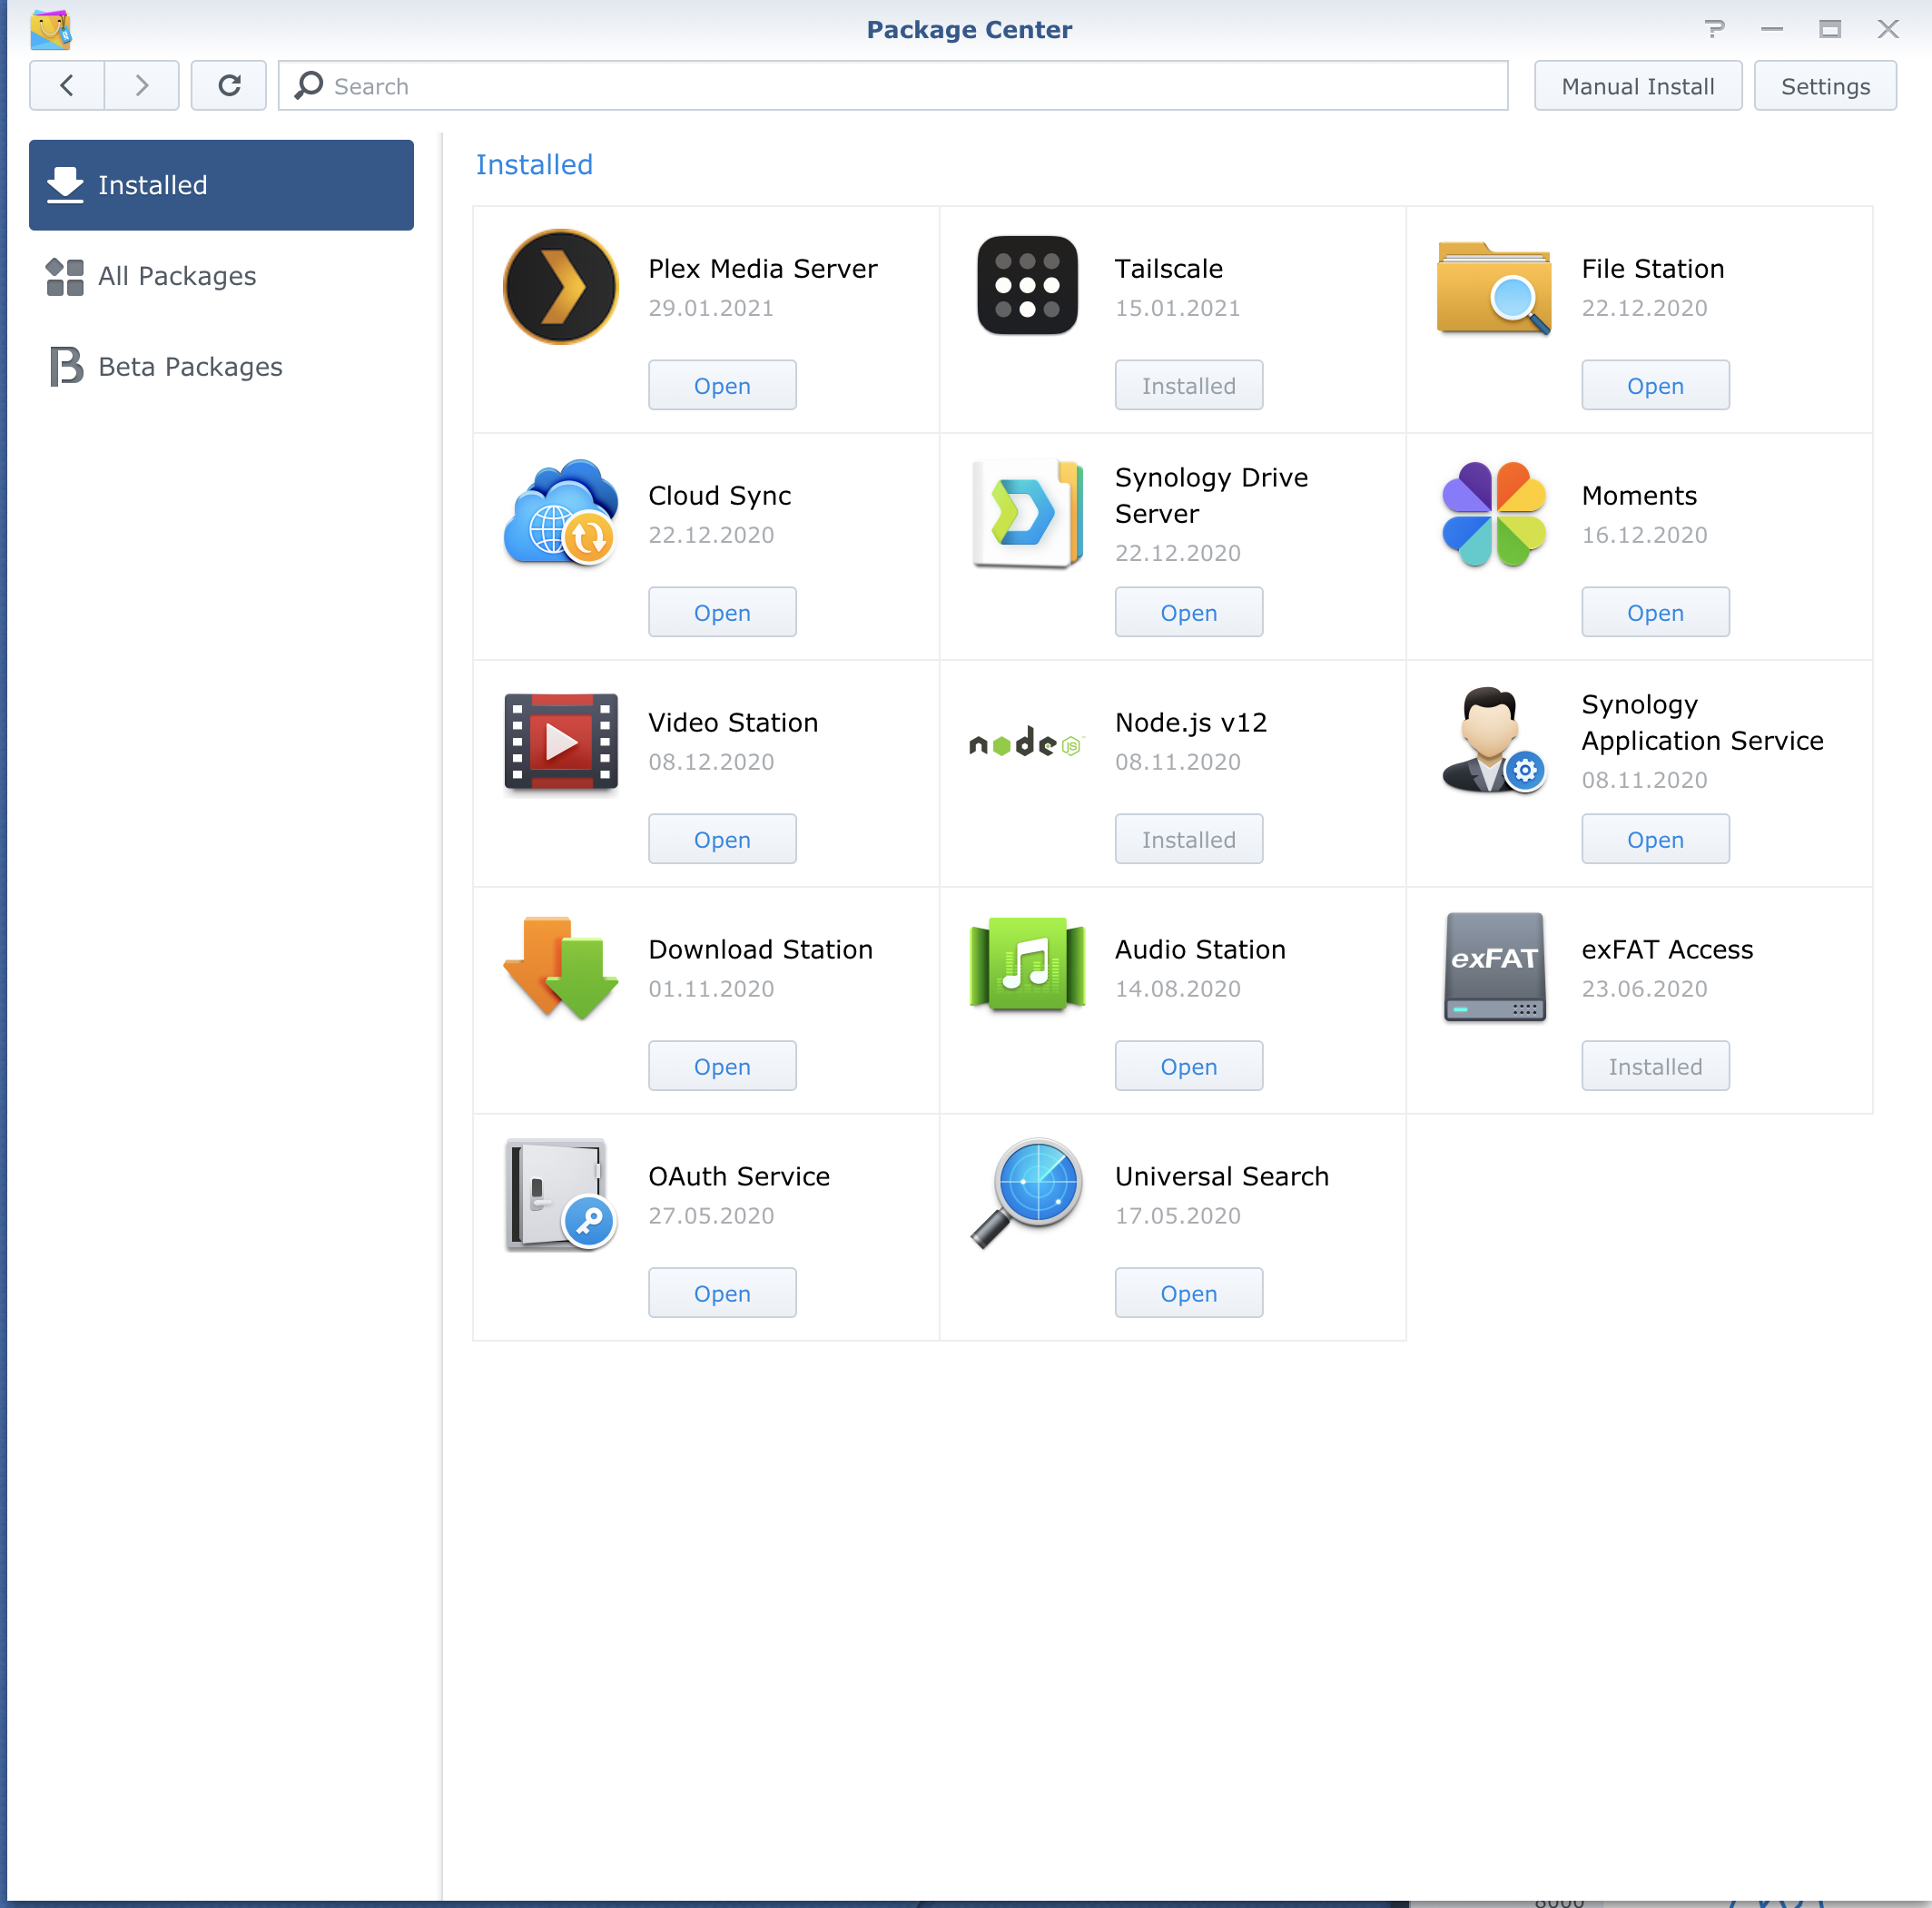 Package Center
Search
Manual Install
Settings
Installed
All Packages
Beta Packages
Installed
Plex Media Server
29.01.2021
Open
Tailscale
15.01.2021
Installed
File Station
22.12.2020
Open
Cloud Sync
22.12.2020
Open
Synology Drive
Server
22.12.2020
Open
Moments
16.12.2020
Open
Video Station
08.12.2020
Open
node
JS
Node.js v12
08.11.2020
Installed
Synology
Application Service
08.11.2020
Open
Download Station
01.11.2020
Open
Audio Station
14.08.2020
Open
exFAT
exFAT Access
23.06.2020
Installed
OAuth Service
27.05.2020
Open
Universal Search
17.05.2020
Open
8000